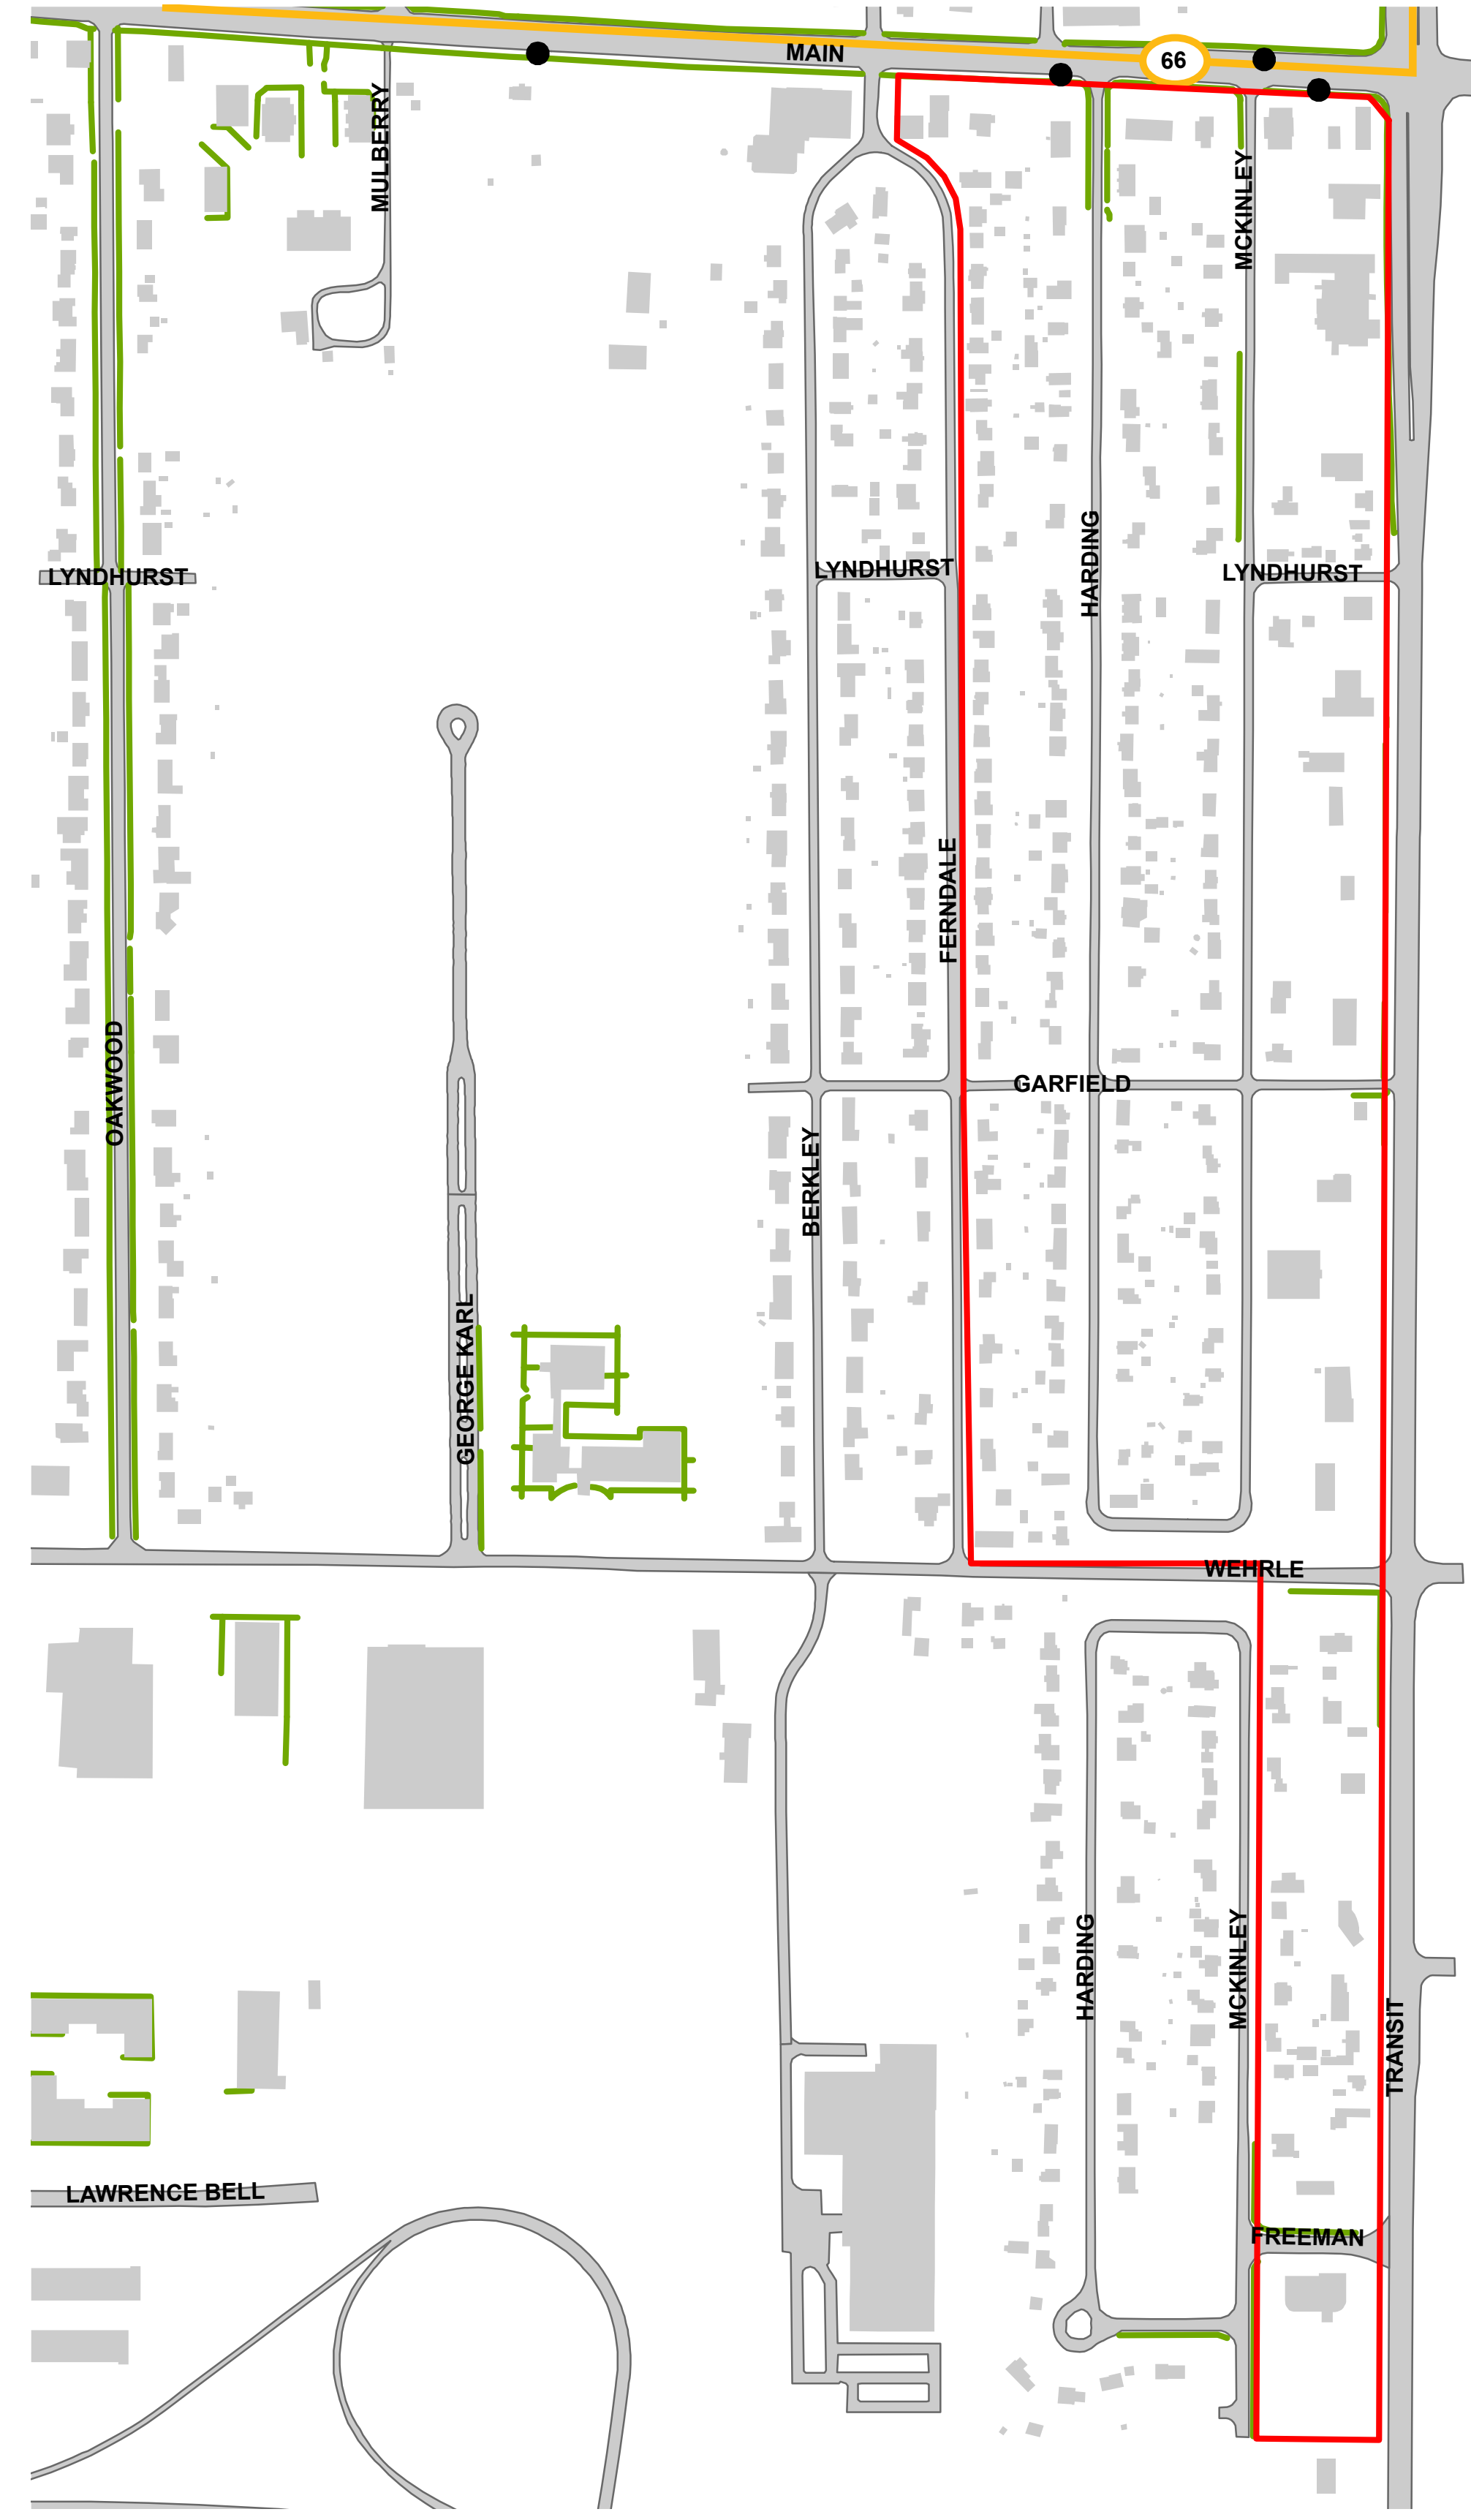 MAIN
66
MULBERRY
MCKINLEY
HARDING
LYNDHURST
LYNDHURST
LYNDHURST
FERNDALE
OAKWOOD
GARFIELD
BERKLEY
GEORGE KARL
WEHRLE
HARDING
MCKINLEY
TRANSIT
LAWRENCE BELL
FREEMAN